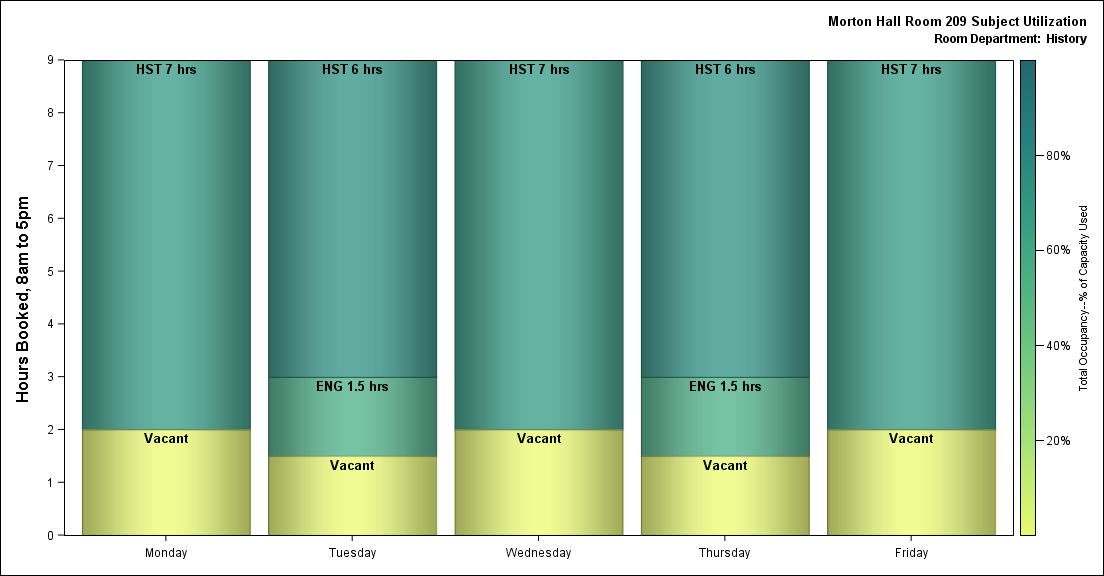 Morton Hall Room 209 Subject Utilization
Room Department: History
Hours Booked, 8am to 5pm
9
8
7
6
5
4
3
2
1
0
HST 7 hrs
Vacant
HST 6 hrs
ENG 1.5 hrs
Vacant
HST 7 hrs
Vacant
HST 6 hrs
ENG 1.5 hrs
Vacant
HST 7 hrs
Vacant
Monday
Tuesday
Wednesday
Thursday
Friday
80%
60%
40%
20%
Total Occupancy--% of Capacity Used